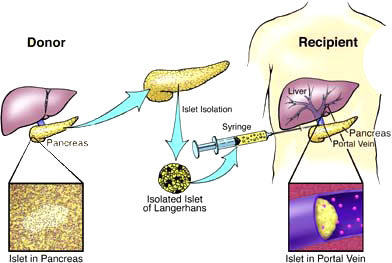 Donor
Recipient
Liver
Islet Isolation
Syringe
Pancreas
Pancreas
Portal Vein
Isolated Islet
of Langerhans
Islet in Pancreas
Islet in Portal Vein